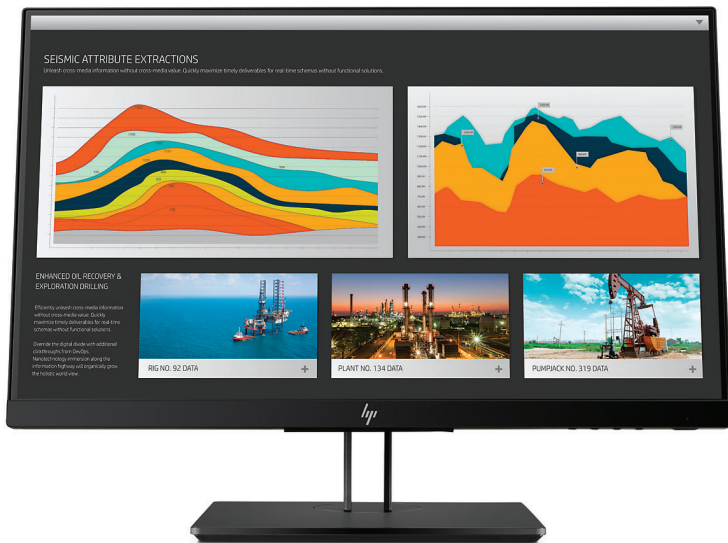 SEISMIC ATTRIBUTE EXTRACTIONS
Unleash cross-media information without cross-media value. Quickly maximize timely deliverables for real-time schemas without functional solutions.
ENHANCED OIL RECOVERY &
EXPLORATION DRILLING
Efficiently unleash cross-media information
without cross-media value. Quickly
maximize timely deliverables for real-time
schemas without functional solutions.
Override the digital divide with additional
clickthroughs from DevOps.
Nanotechnology immersion along the
information highway will organically grow
the holistic world view.
RIG NO. 92 DATA +
PLANT NO. 134 DATA +
PUMPJACK NO. 319 DATA +
hp